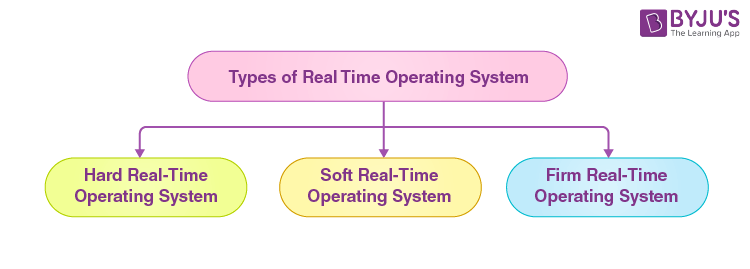 BYJU'S
The Learning App
Types of Real Time Operating System
Hard Real-Time
Operating System
Soft Real-Time
Operating System
Firm Real-Time
Operating System